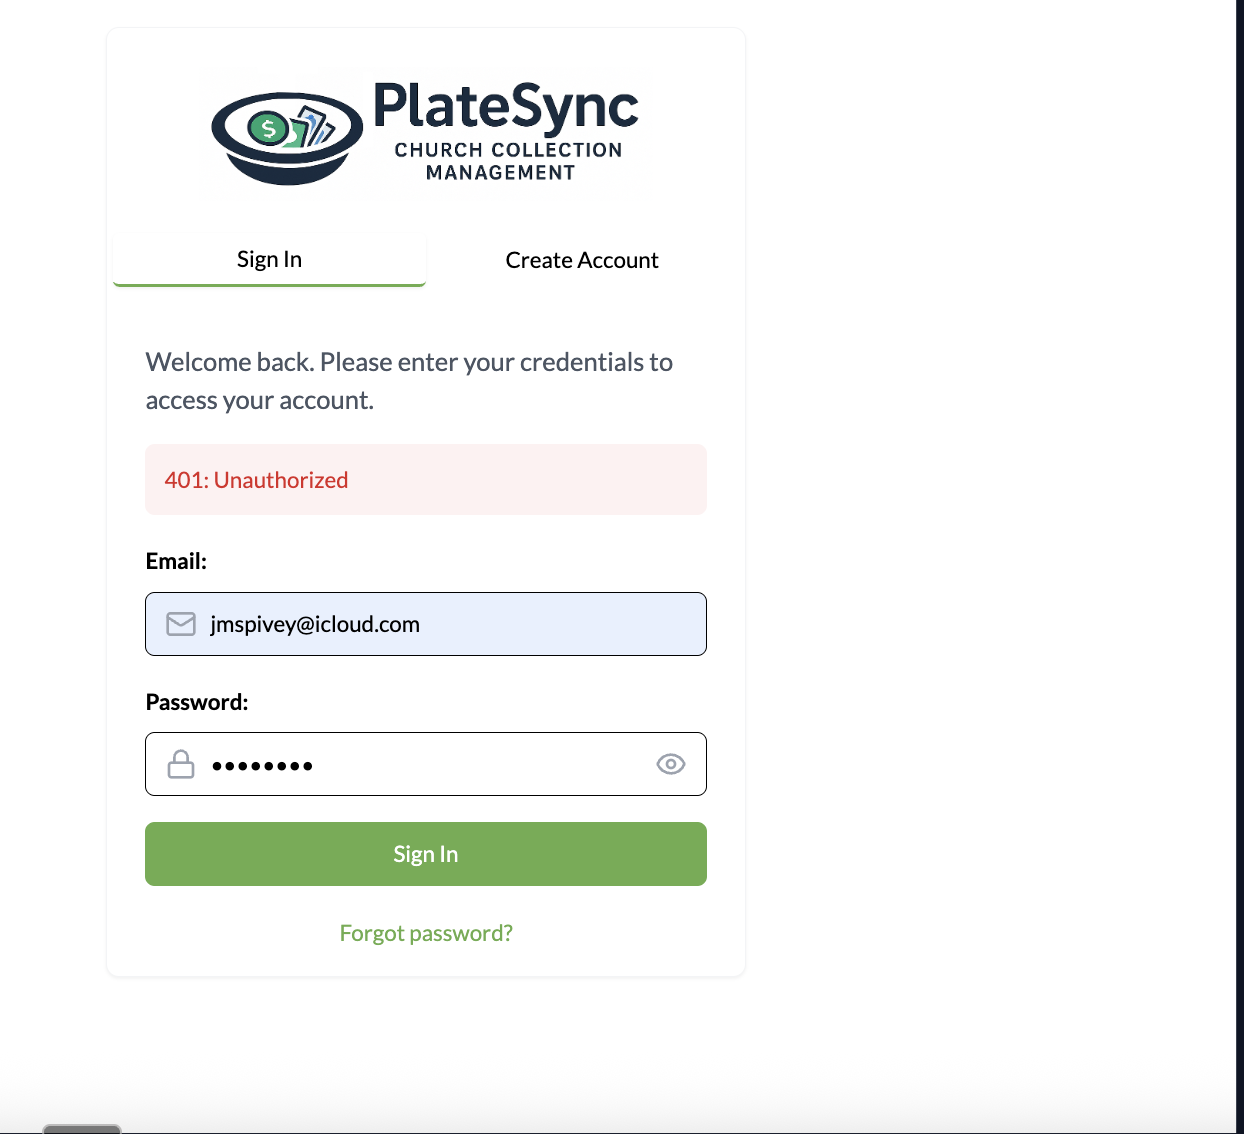 $
PlateSync
CHURCH COLLECTION
MANAGEMENT
Sign In
Create Account
Welcome back. Please enter your credentials to
access your account.
401: Unauthorized
Email:
jmspivey@icloud.com
Password:
••••••••
Sign In
Forgot password?